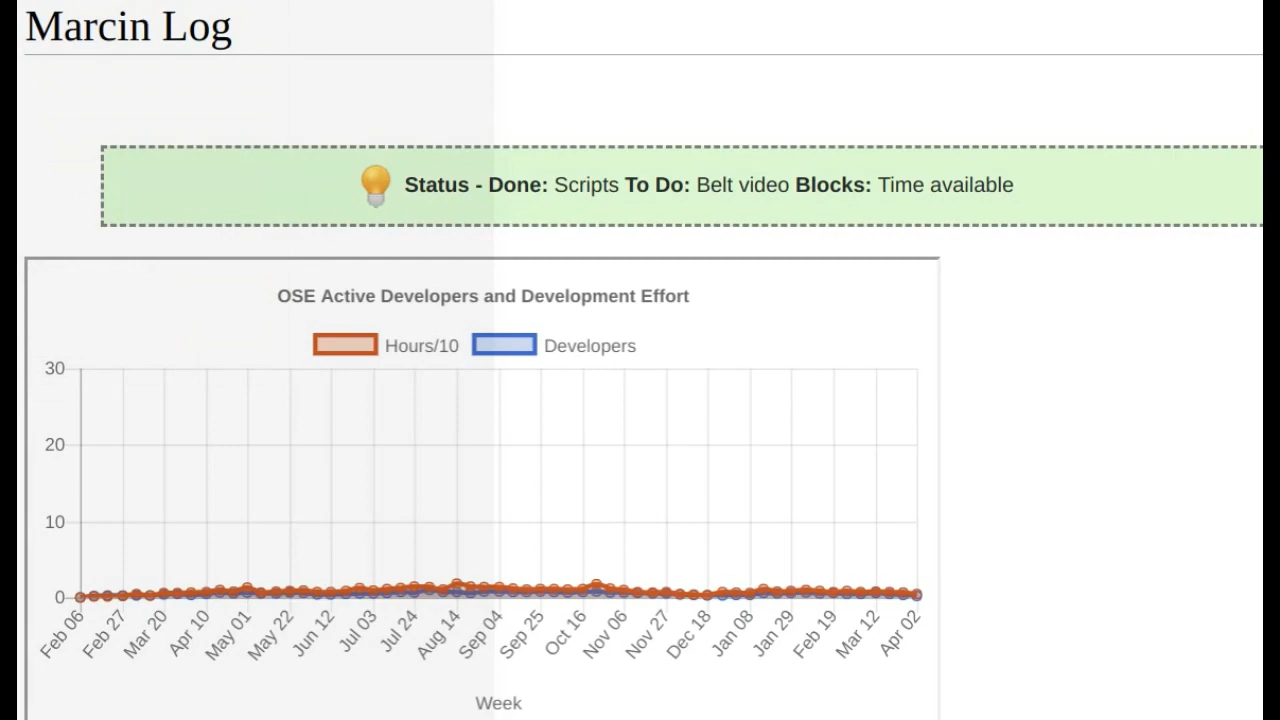 Marcin Log
Status - Done: Scripts To Do: Belt video Blocks: Time available
OSE Active Developers and Development Effort
Hours/10 Developers
30
20
10
0
Feb 06 Feb 27 Mar 20 Apr 10 May 01 May 22 Jun 12 Jul 03 Jul 24 Aug 14 Sep 04 Sep 25 Oct 16 Nov 06 Nov 27 Dec 18 Jan 08 Jan 29 Feb 19 Mar 12 Apr 02
Week